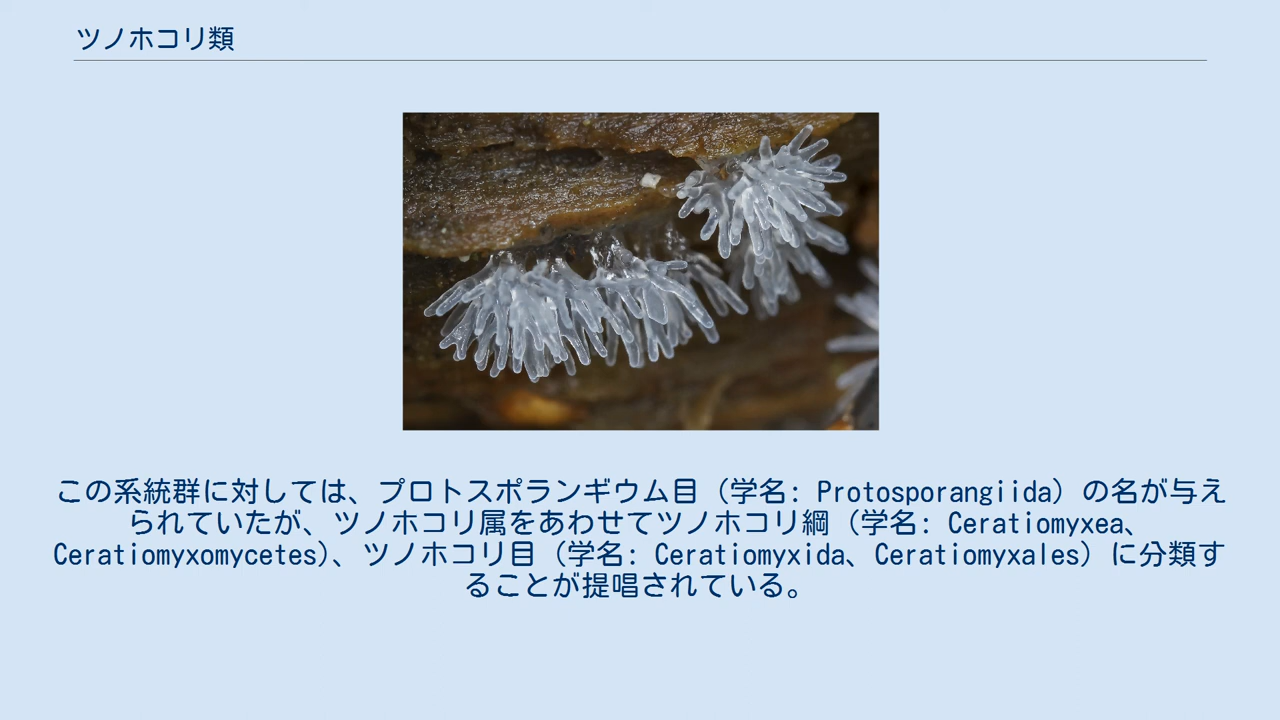 ツノホコリ類
この系統群に対しては、プロトスポランギウム目（学名: Protosporangiida）の名が与え
られていたが、ツノホコリ属をあわせてツノホコリ綱（学名: Ceratiomyxea、
Ceratiomyxomycetes)、ツノホコリ目（学名: Ceratiomyxida、Ceratiomyxales）に分類す
ることが提唱されている。